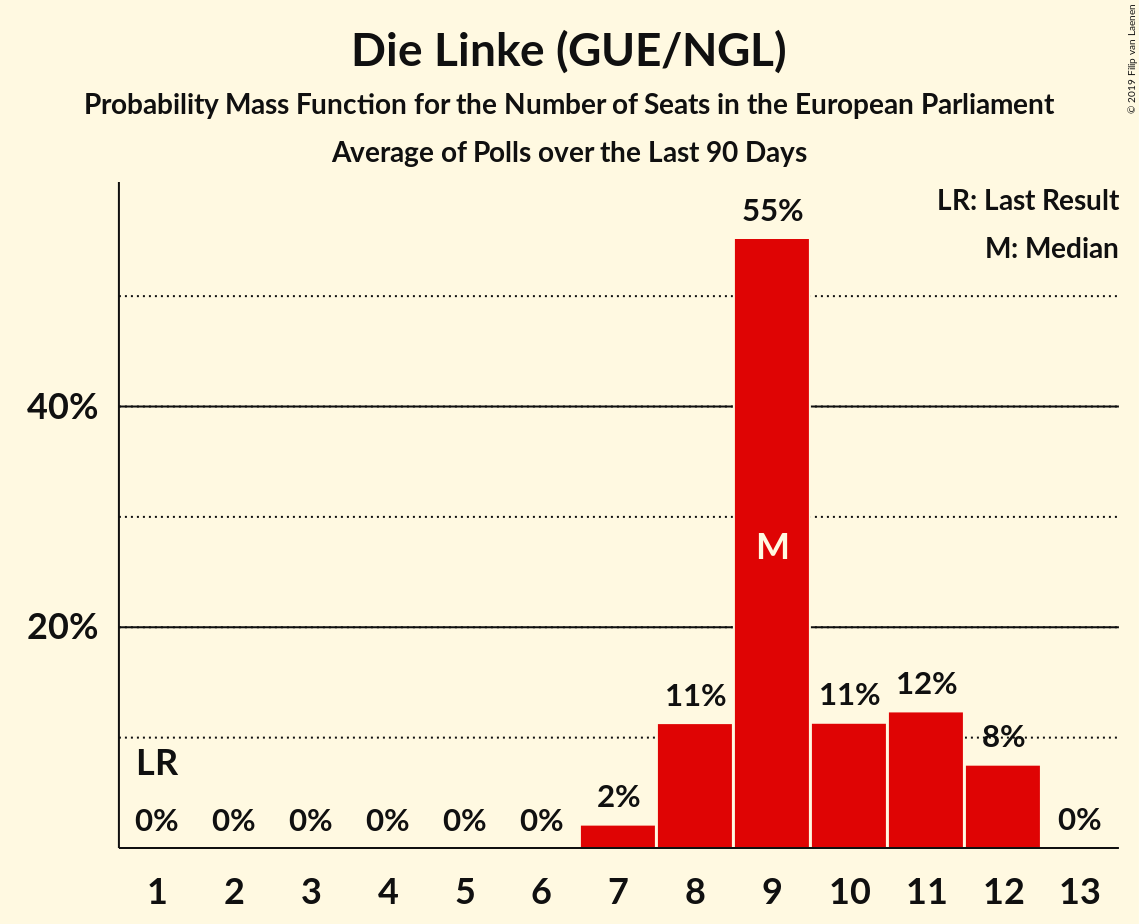 Die Linke (GUE/NGL)
Probability Mass Function for the Number of Seats in the European Parliament
Average of Polls over the Last 90 Days
© 2019 Filip van Laenen
LR: Last Result
M: Median
55%
40%
M
20%
11%
11%
12%
8%
2%
LR
0%
0%
0%
0%
0%
0%
0%
1 2 3 4 5 6 7 8 9 10 11 12 13